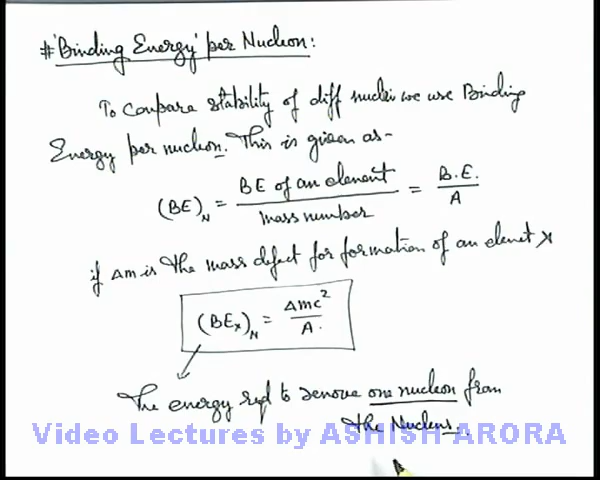 # 'Binding Energy' per Nucleon:
To Compare stability of diff nuclei we use Binding
Energy per nucleon. This is given as-
(BE)N = BE of an element / mass number = B.E. / A
if Δm is the mass defect for formation of an elemet X
(BEx)N = Δmc² / A.
The energy reqd to remove one nucleon from
the Nucleus.
Video Lectures by ASHISH ARORA